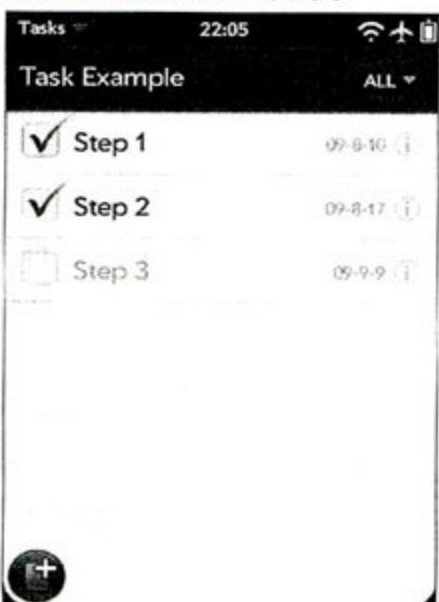 Tasks 22:05
Task Example ALL
Step 1 09-8-10
Step 2 09-8-17
Step 3 09-9-9